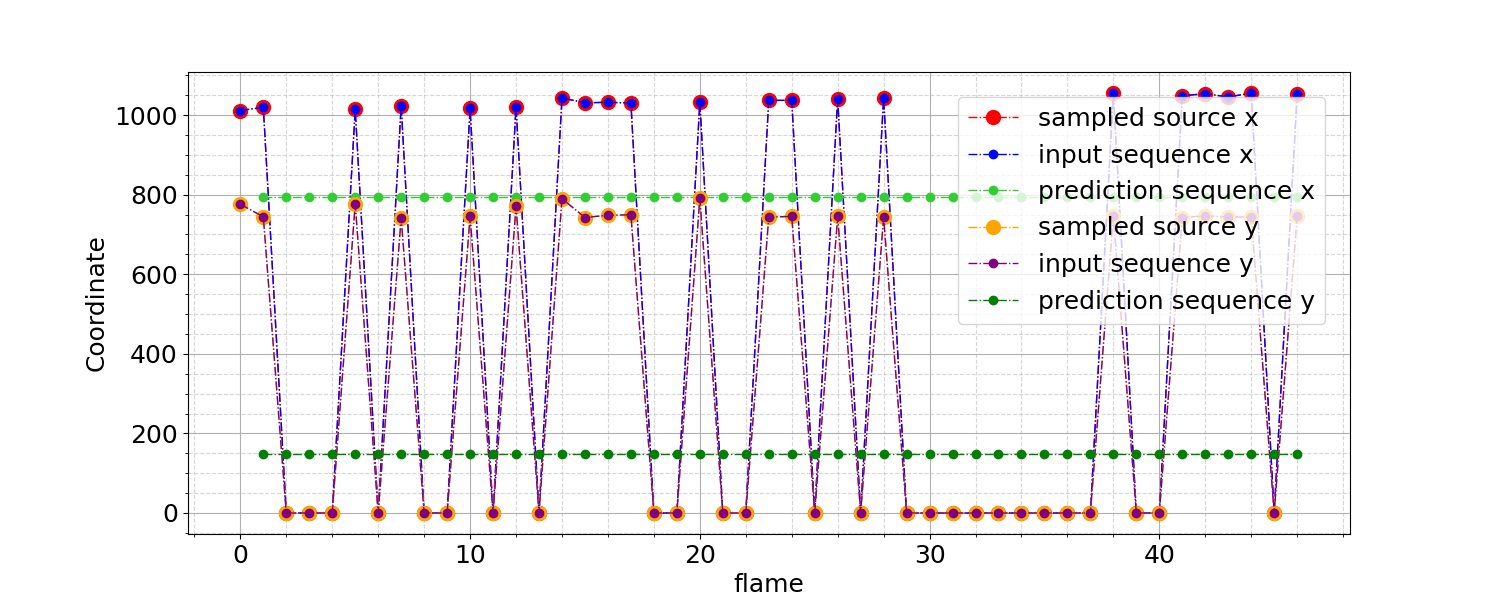 1000
800
600
400
200
0
Coordinate
sampled source x
input sequence x
prediction sequence x
sampled source y
input sequence y
prediction sequence y
0 10 20 30 40
flame